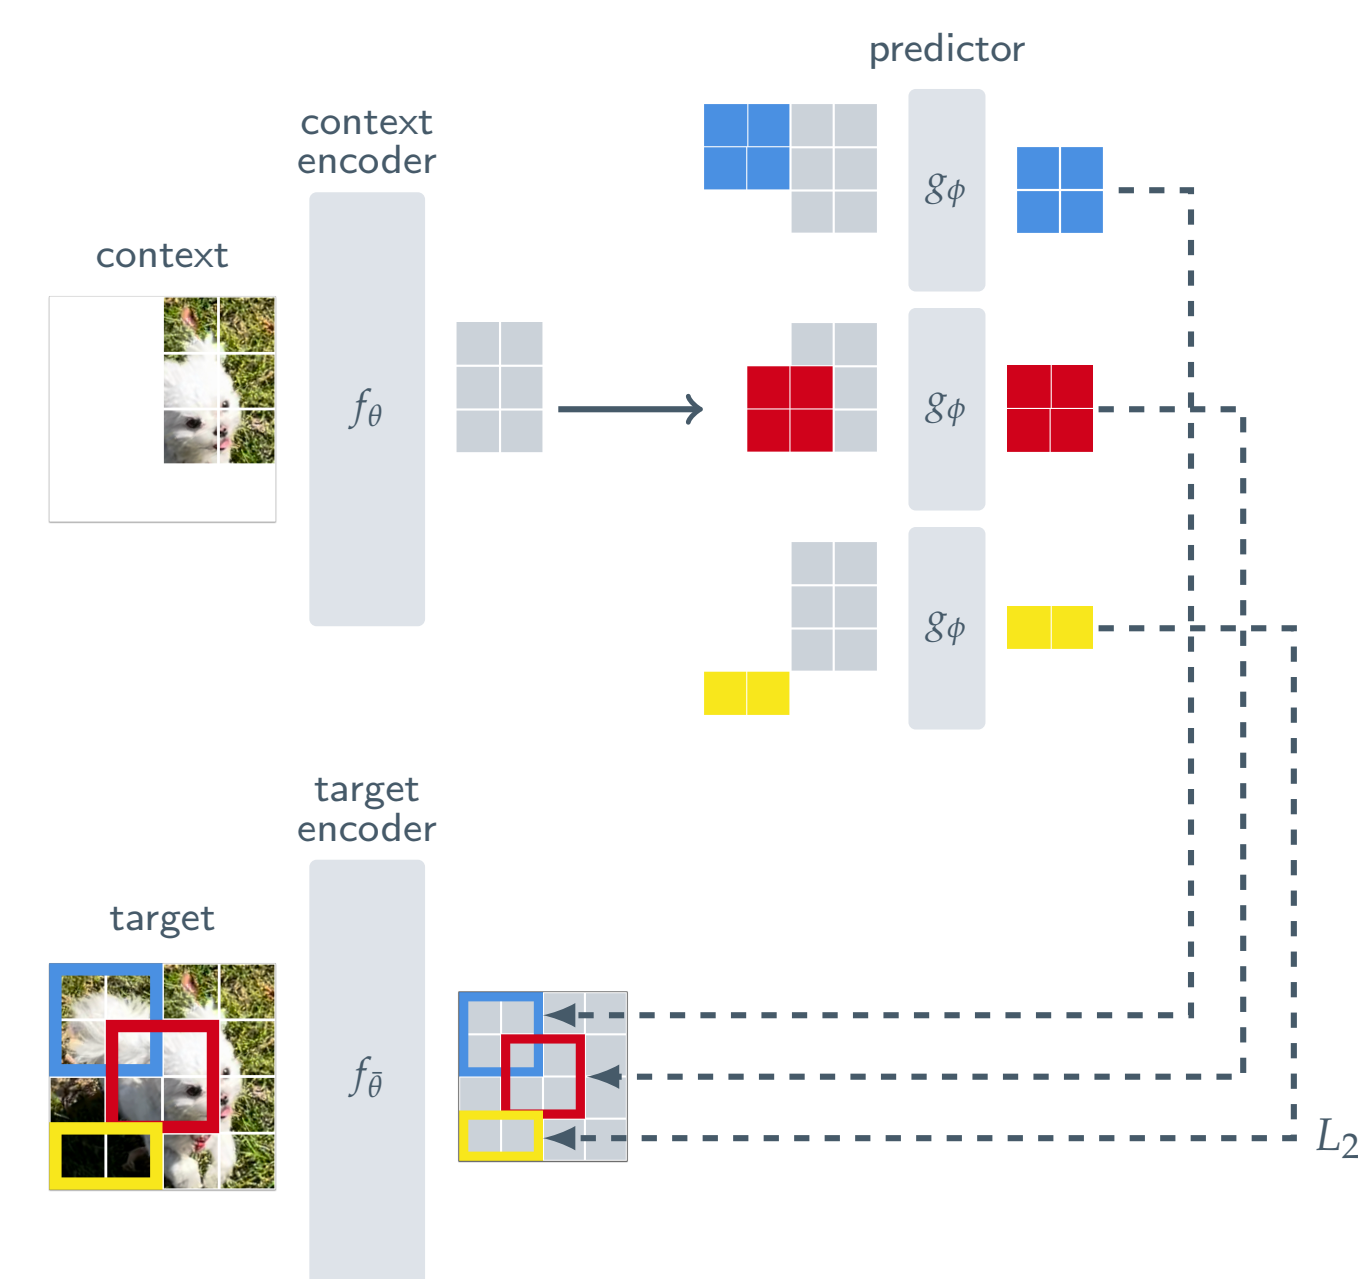 predictor
context
encoder
context
gϕ
fθ
gϕ
gϕ
target
encoder
target
fθ̄
L2